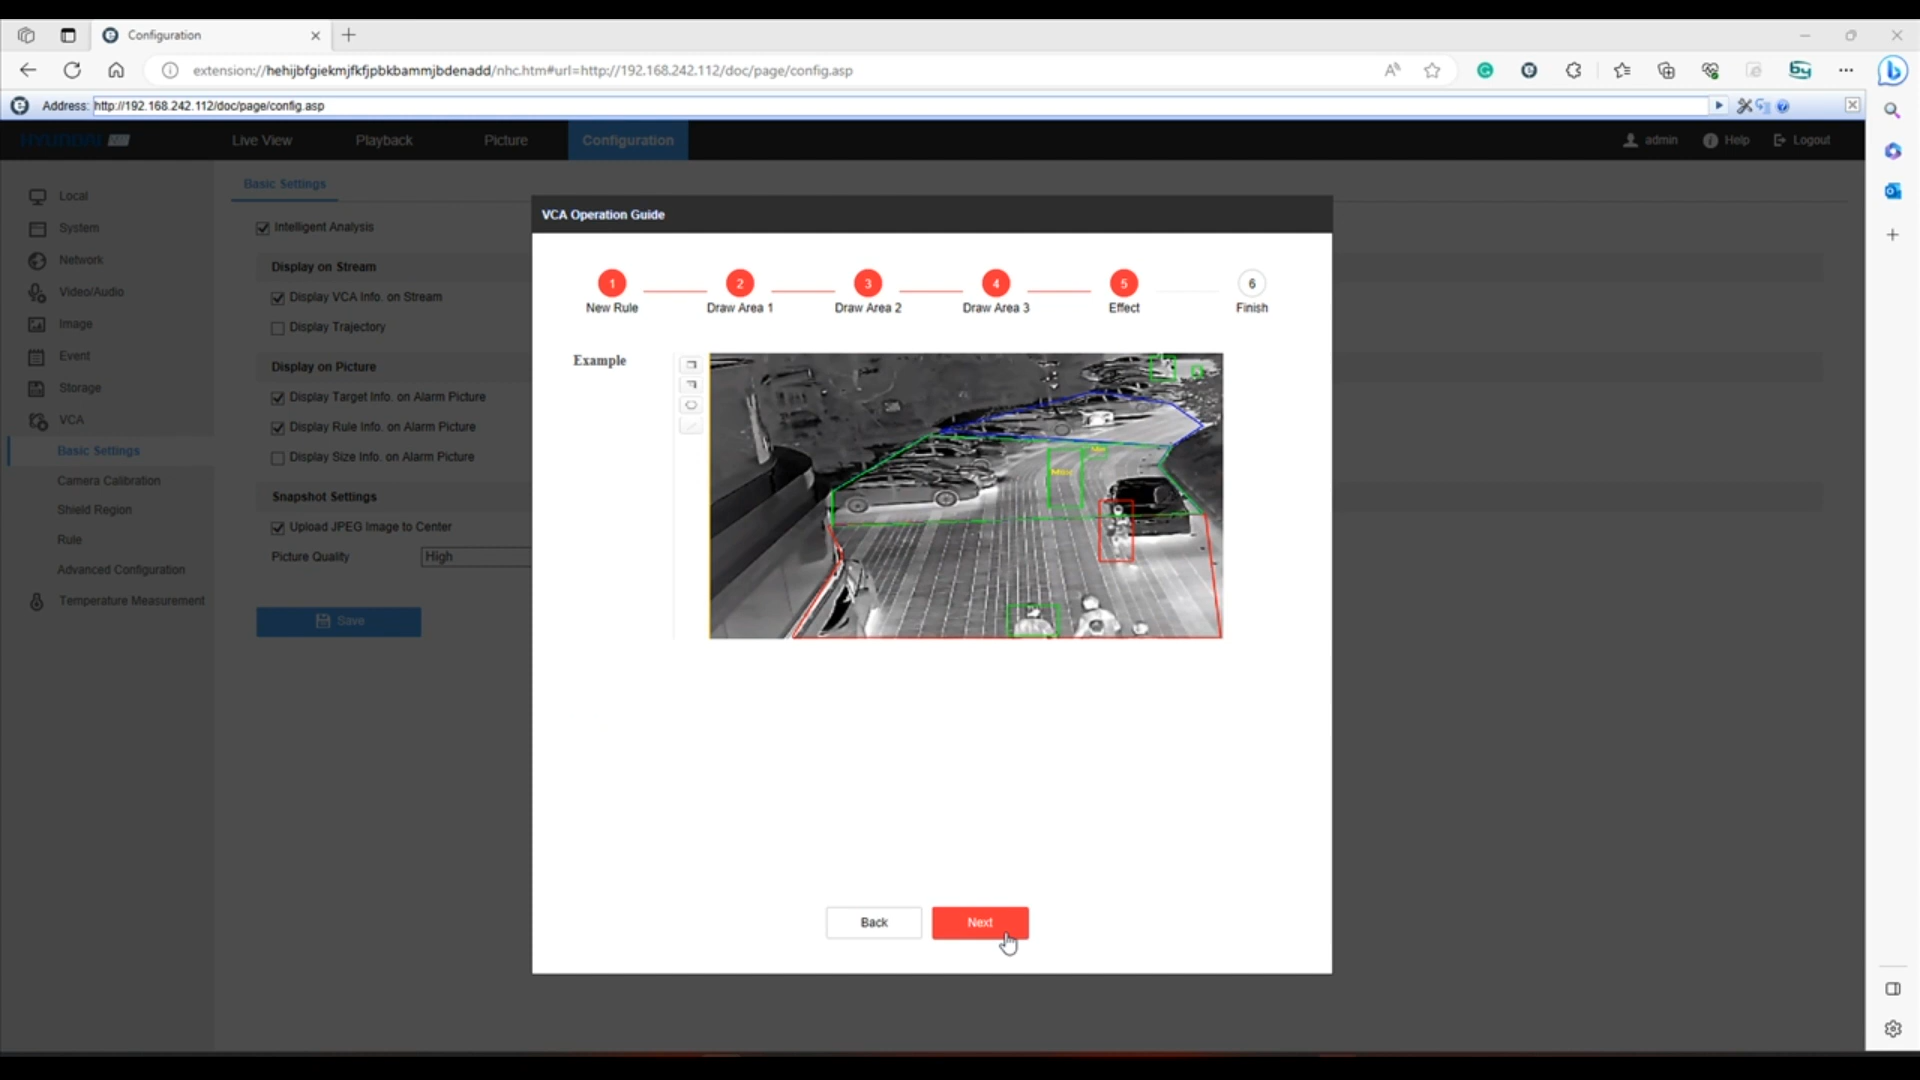 Configuration
extension://hehijbfgiekmjfkfjpbkbammjbdenadd/nhc.htm#url=http://192.168.242.112/doc/page/config.asp
Address: http://192.168.242.112/doc/page/config.asp
HYUNDAI
Live View
Playback
Picture
Configuration
admin
Help
Logout
Local
System
Network
Video/Audio
Image
Event
Storage
VCA
Basic Settings
Camera Calibration
Shield Region
Rule
Advanced Configuration
Temperature Measurement
Basic Settings
Intelligent Analysis
Display on Stream
Display VCA Info. on Stream
Display Trajectory
Display on Picture
Display Target Info. on Alarm Picture
Display Rule Info. on Alarm Picture
Display Size Info. on Alarm Picture
Snapshot Settings
Upload JPEG Image to Center
Picture Quality
High
Save
VCA Operation Guide
1
2
3
4
5
6
New Rule
Draw Area 1
Draw Area 2
Draw Area 3
Effect
Finish
Example
Min
Max
Back
Next